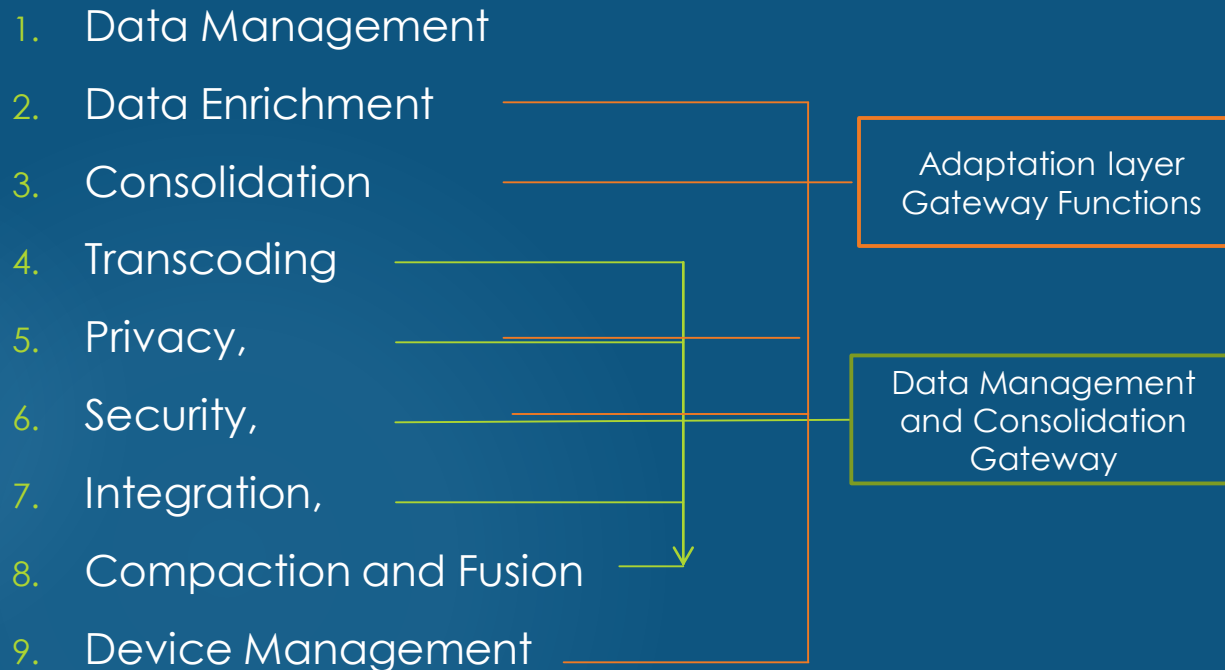 1. Data Management
2. Data Enrichment
3. Consolidation
4. Transcoding
5. Privacy,
6. Security,
7. Integration,
8. Compaction and Fusion
9. Device Management
Adaptation layer
Gateway Functions
Data Management
and Consolidation
Gateway